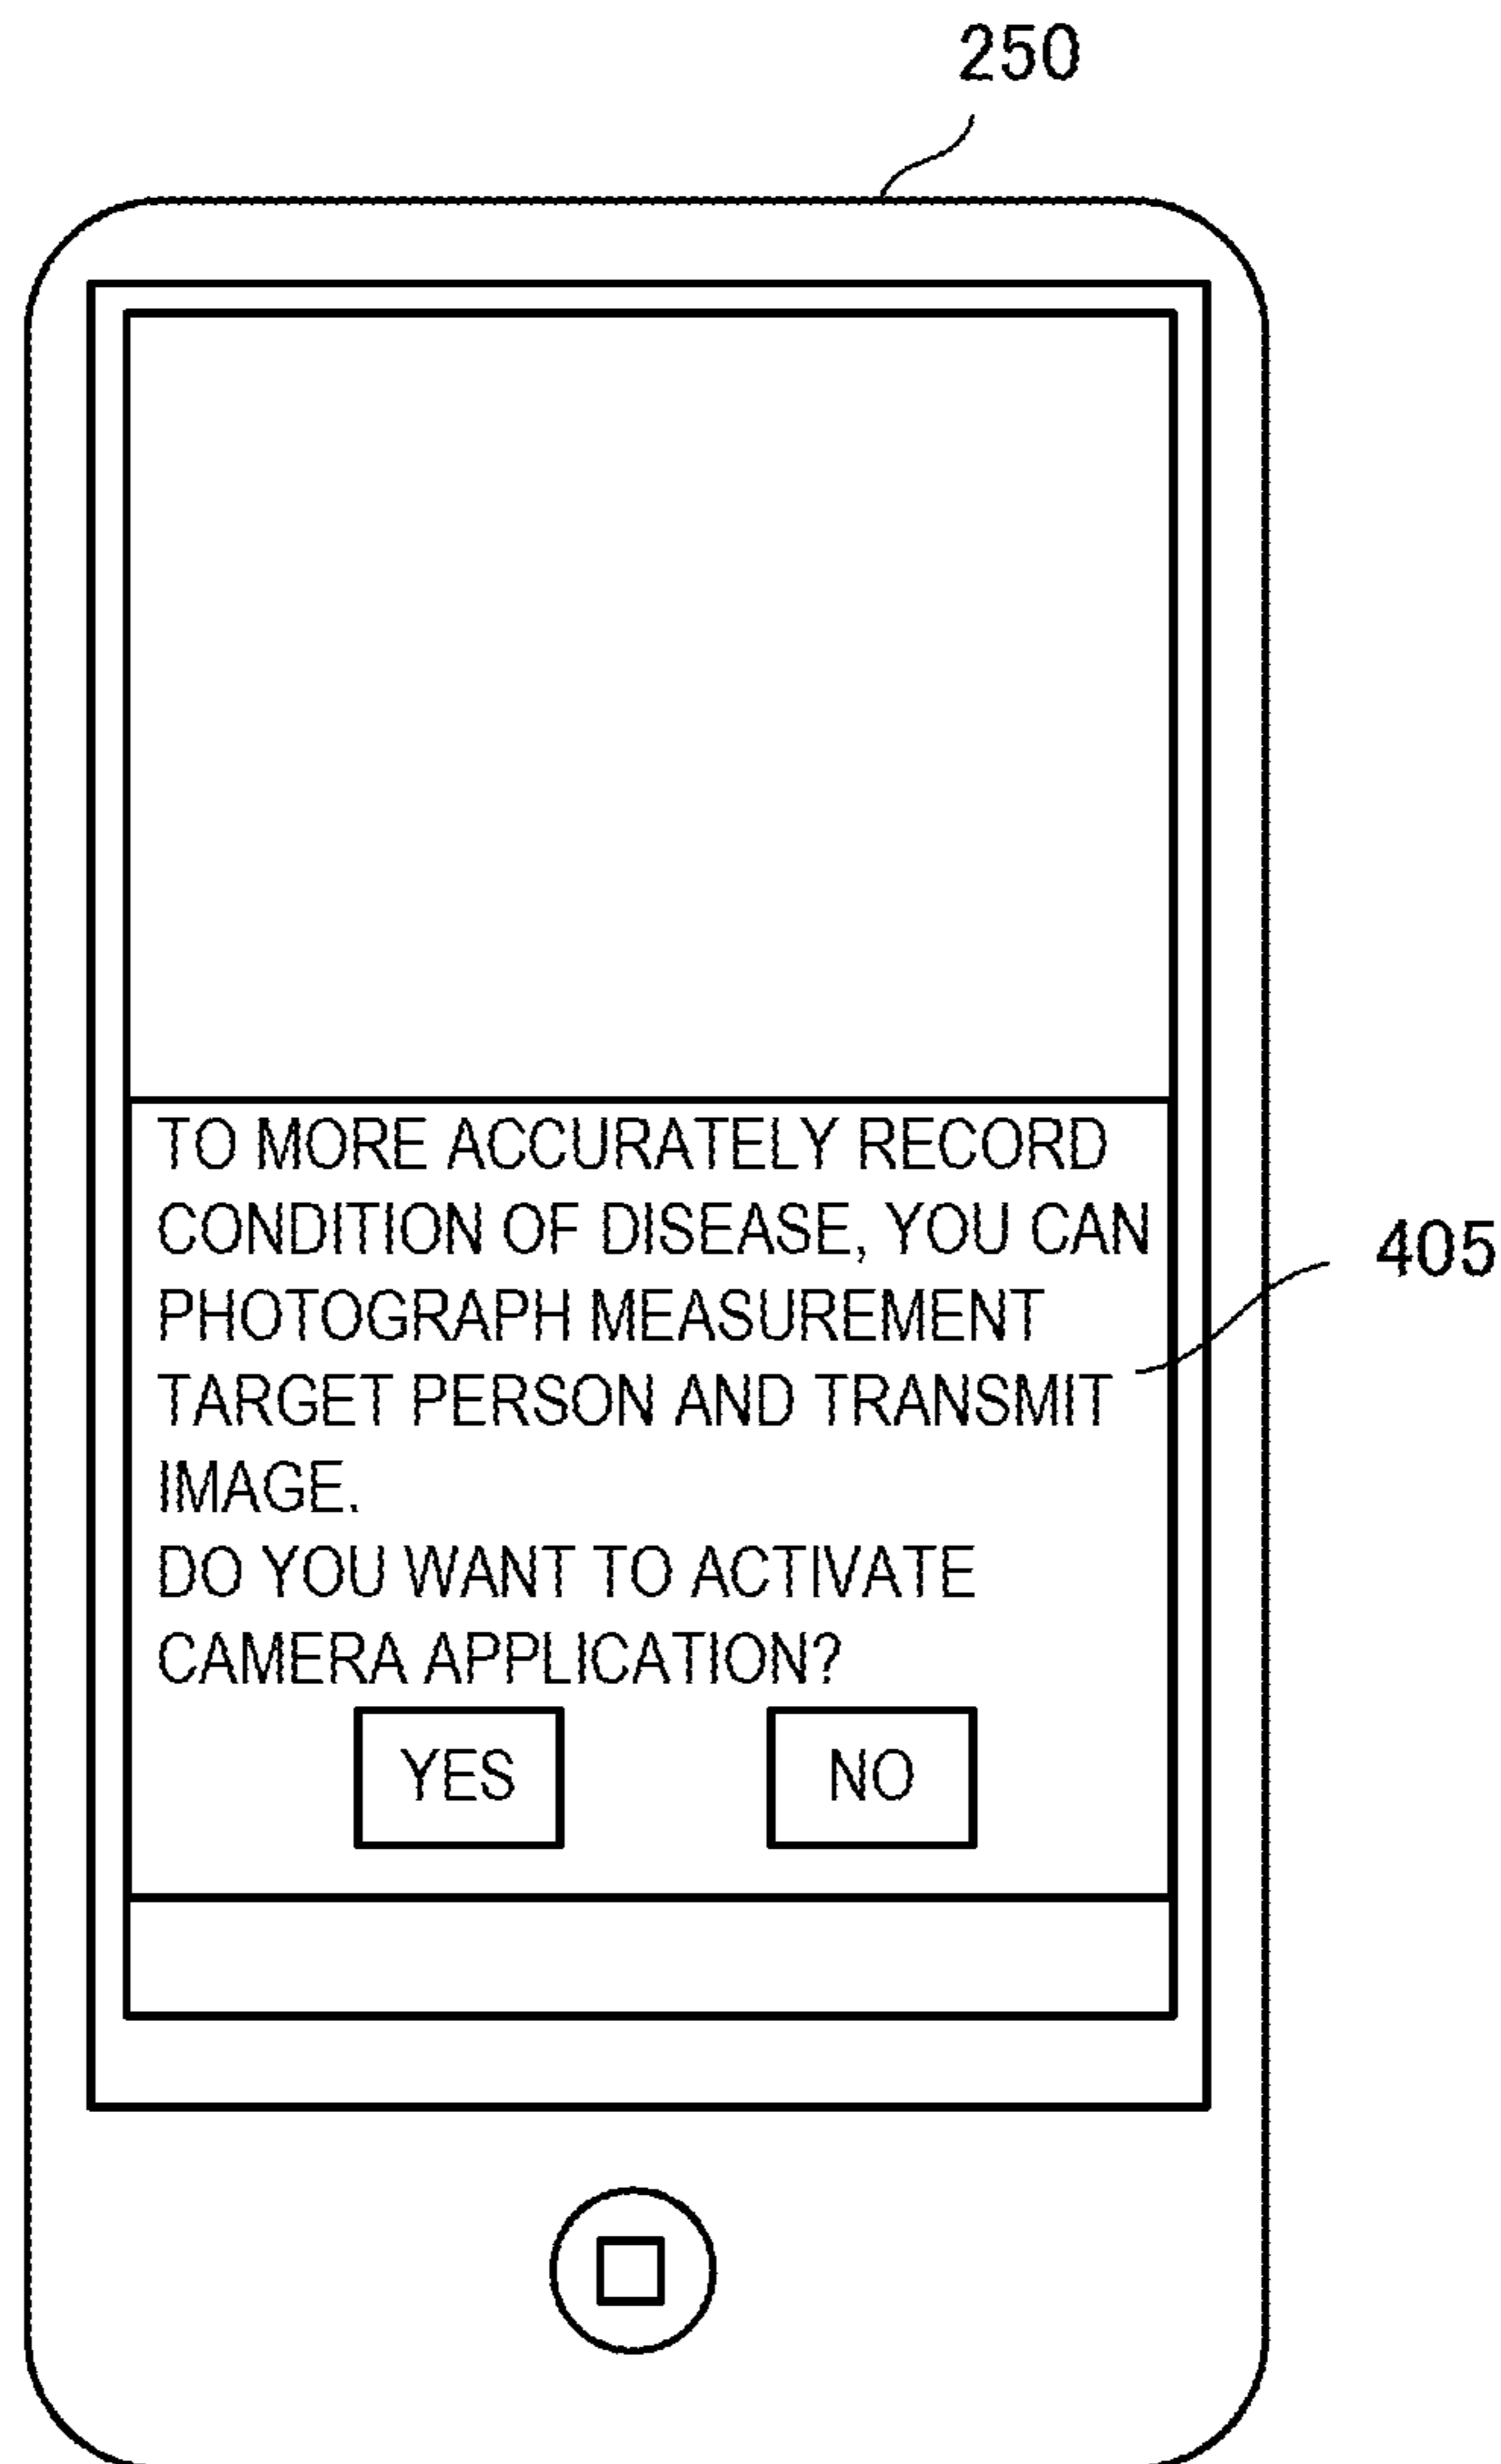 250
TO MORE ACCURATELY RECORD
CONDITION OF DISEASE, YOU CAN
PHOTOGRAPH MEASUREMENT
TARGET PERSON AND TRANSMIT
IMAGE.
DO YOU WANT TO ACTIVATE
CAMERA APPLICATION?
YES NO
405